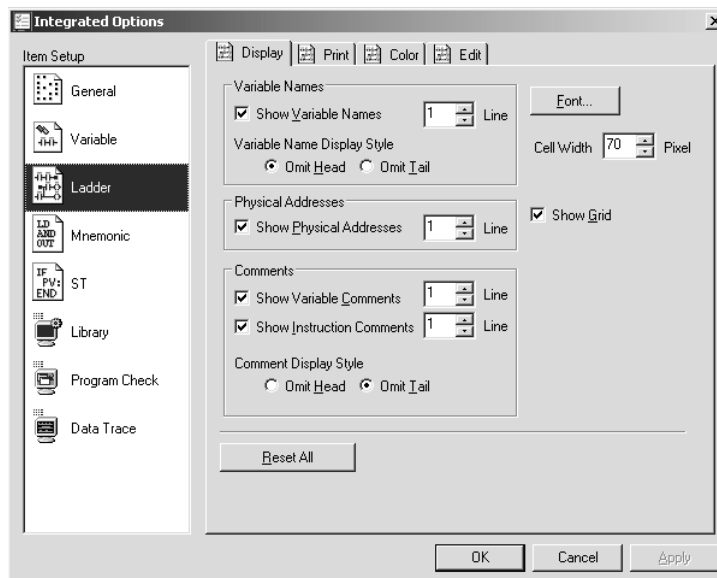 Integrated Options
Item Setup
General
Variable
Ladder
LD AND OUT
Mnemonic
IF PV: END
ST
Library
Program Check
Data Trace
Display Print Color Edit
Variable Names
Show Variable Names 1 Line
Variable Name Display Style
Omit Head Omit Tail
Font...
Cell Width 70 Pixel
Physical Addresses
Show Physical Addresses 1 Line
Show Grid
Comments
Show Variable Comments 1 Line
Show Instruction Comments 1 Line
Comment Display Style
Omit Head Omit Tail
Reset All
OK Cancel Apply